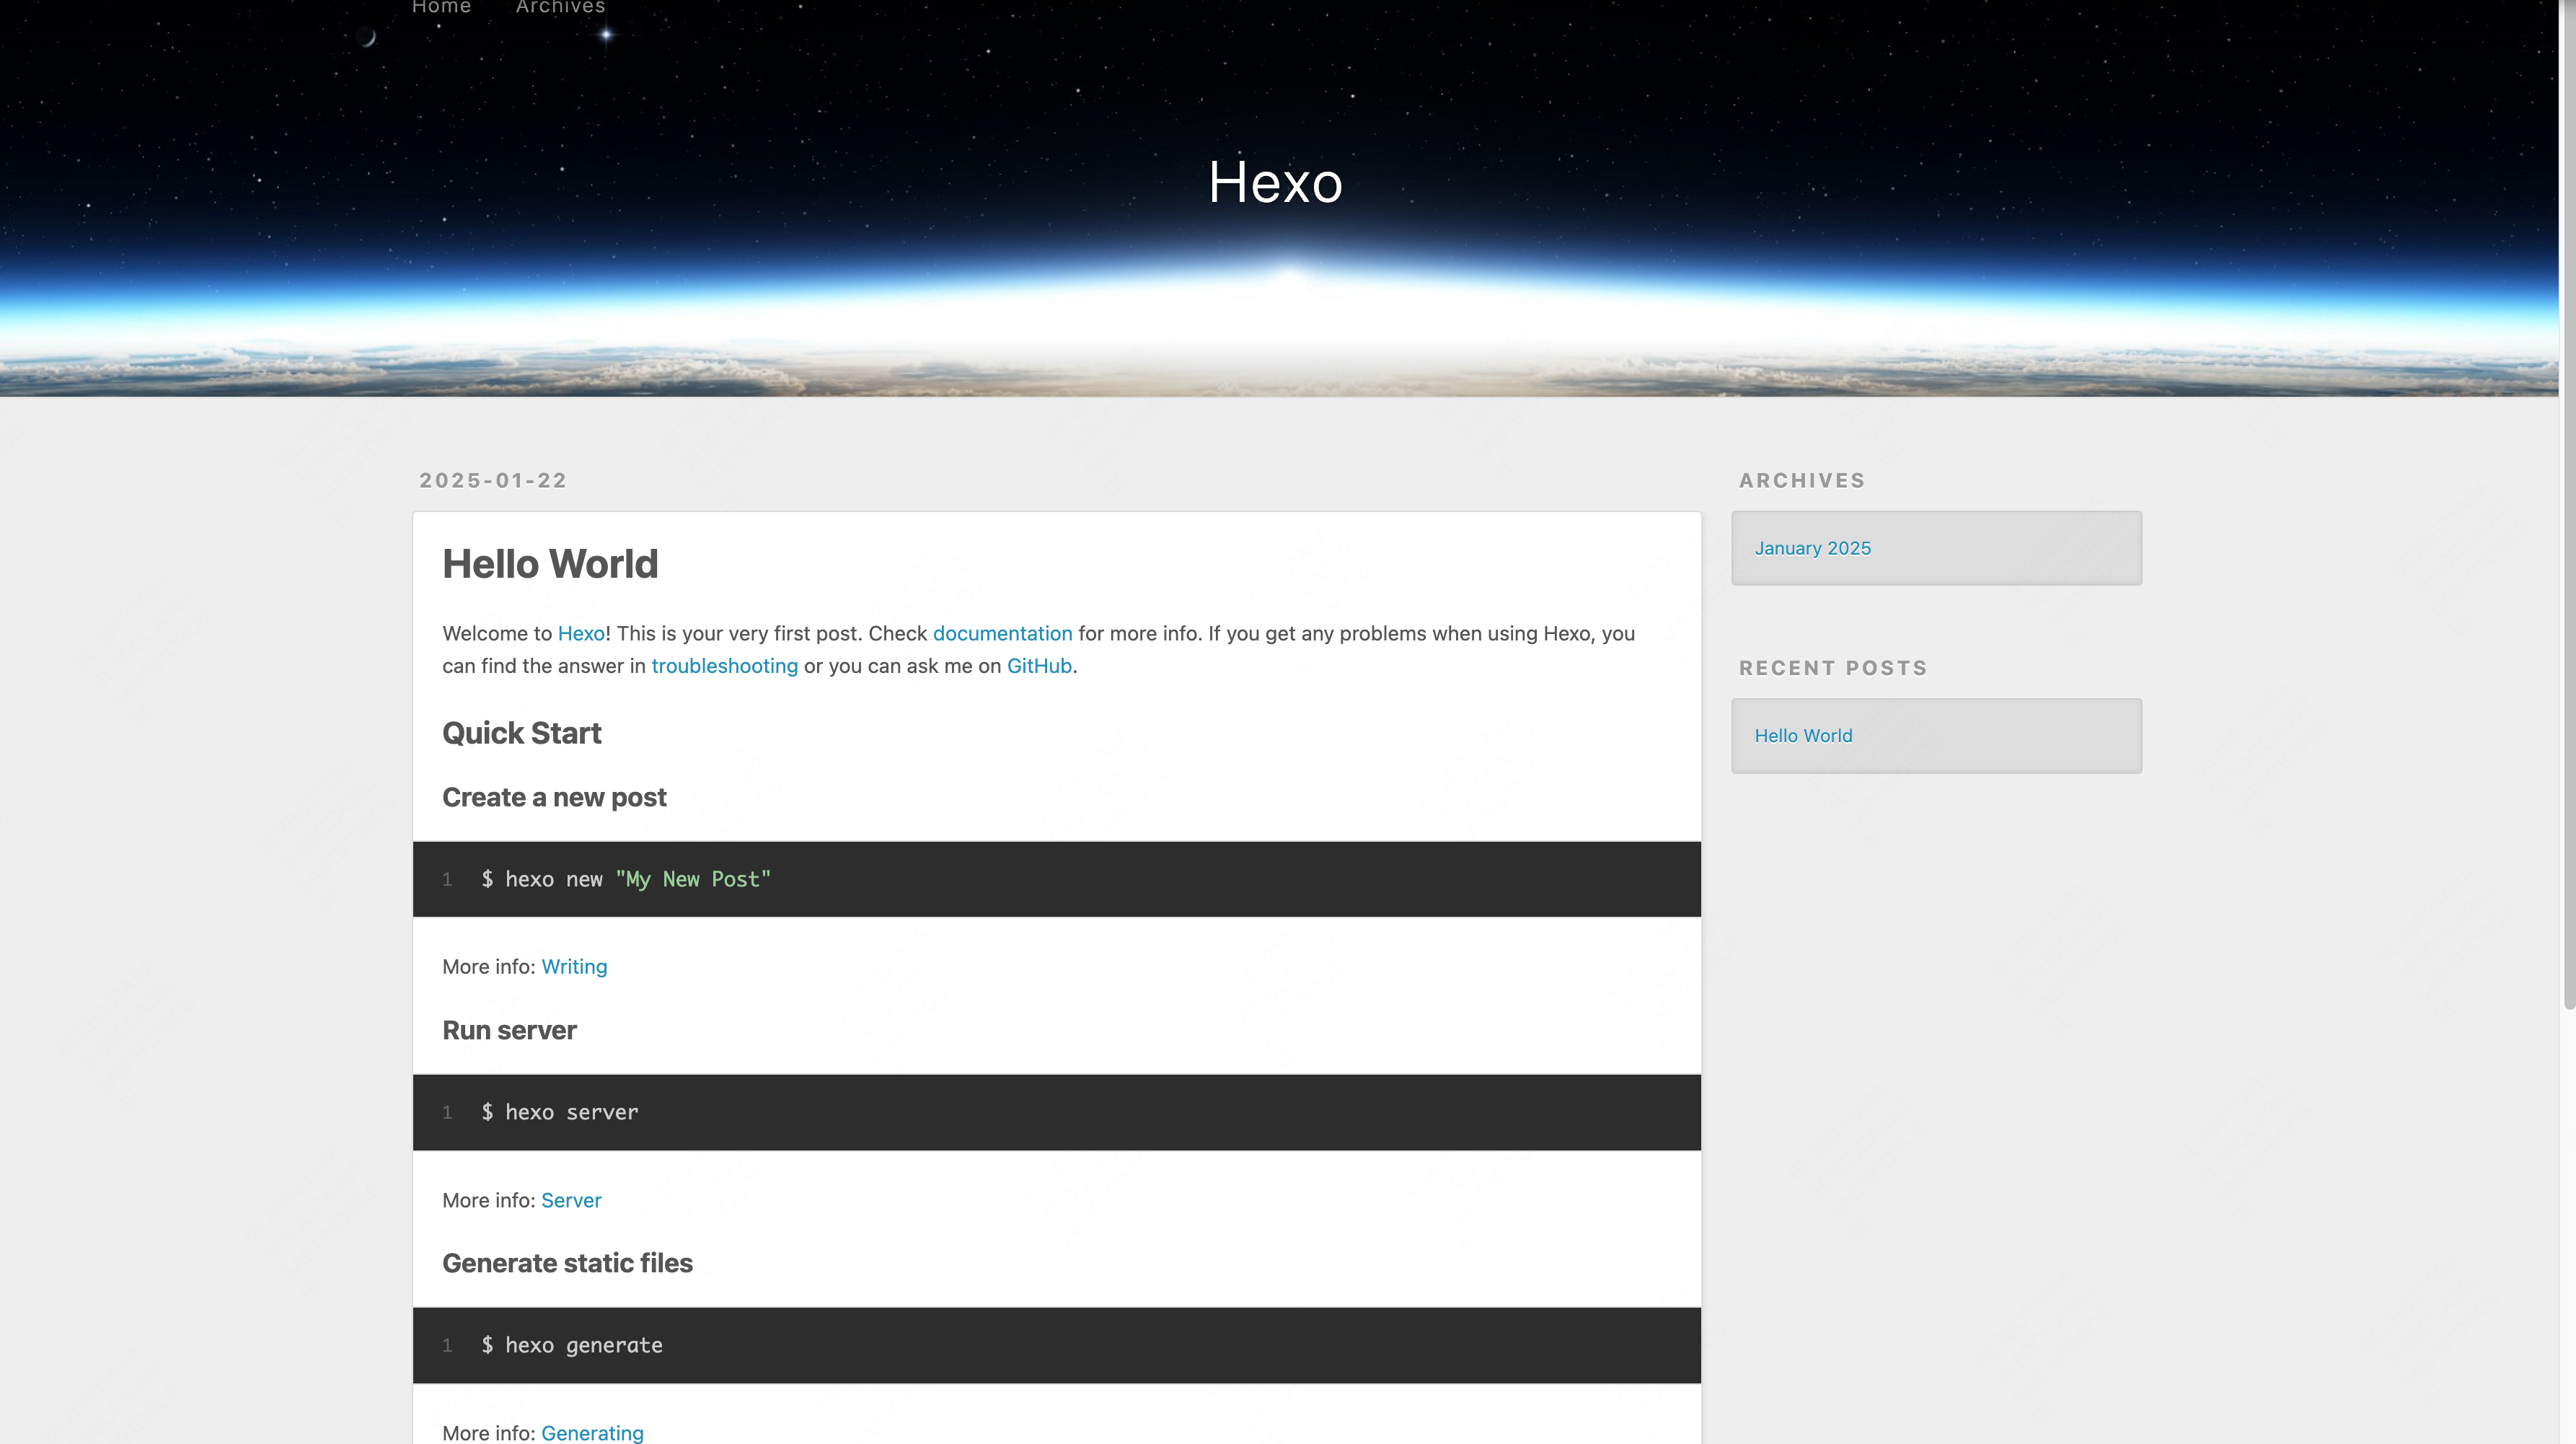 Home Archives
Hexo
2025-01-22
Hello World
Welcome to Hexo! This is your very first post. Check documentation for more info. If you get any problems when using Hexo, you
can find the answer in troubleshooting or you can ask me on GitHub.
Quick Start
Create a new post
1 $ hexo new "My New Post"
More info: Writing
Run server
1 $ hexo server
More info: Server
Generate static files
1 $ hexo generate
More info: Generating
ARCHIVES
January 2025
RECENT POSTS
Hello World